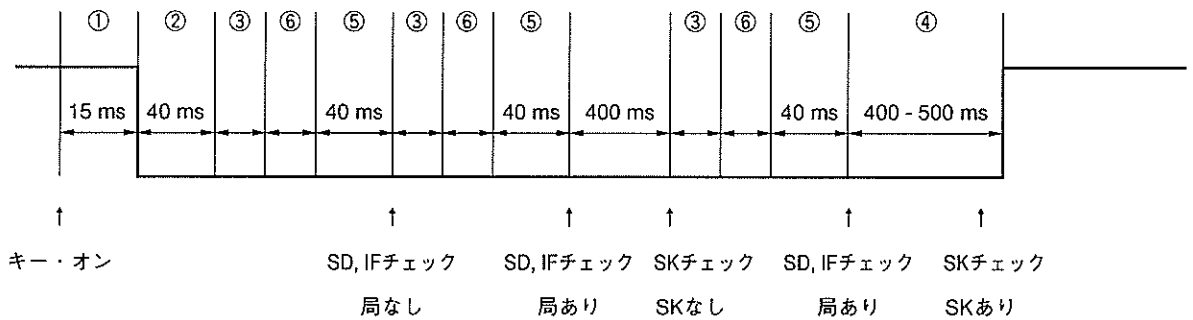 ① ② ③ ⑥ ⑤ ③ ⑥ ⑤ ③ ⑥ ⑤ ④
15 ms 40 ms 40 ms 40 ms 400 ms 40 ms 400 - 500 ms
キー・オン SD, IFチェック SD, IFチェック SKチェック SD, IFチェック SKチェック
局なし 局あり SKなし 局あり SKあり